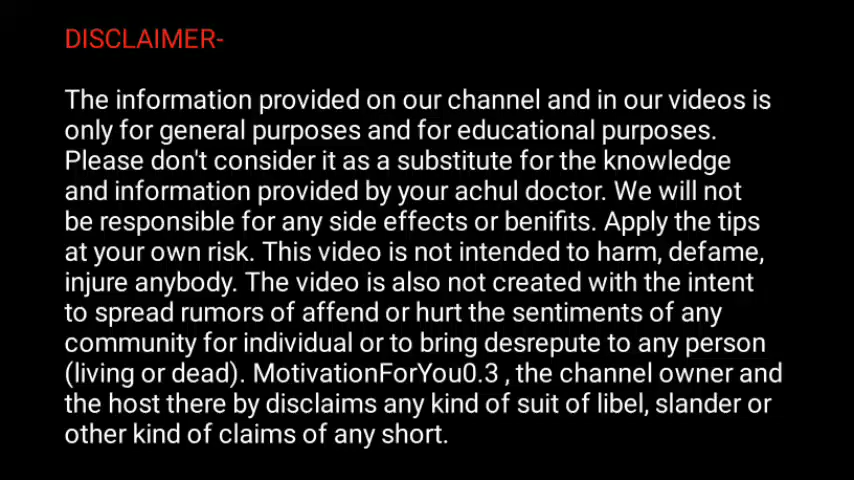 DISCLAIMER-
The information provided on our channel and in our videos is
only for general purposes and for educational purposes.
Please don't consider it as a substitute for the knowledge
and information provided by your achul doctor. We will not
be responsible for any side effects or benifits. Apply the tips
at your own risk. This video is not intended to harm, defame,
injure anybody. The video is also not created with the intent
to spread rumors of affend or hurt the sentiments of any
community for individual or to bring desrepute to any person
(living or dead). MotivationForYou0.3 , the channel owner and
the host there by disclaims any kind of suit of libel, slander or
other kind of claims of any short.